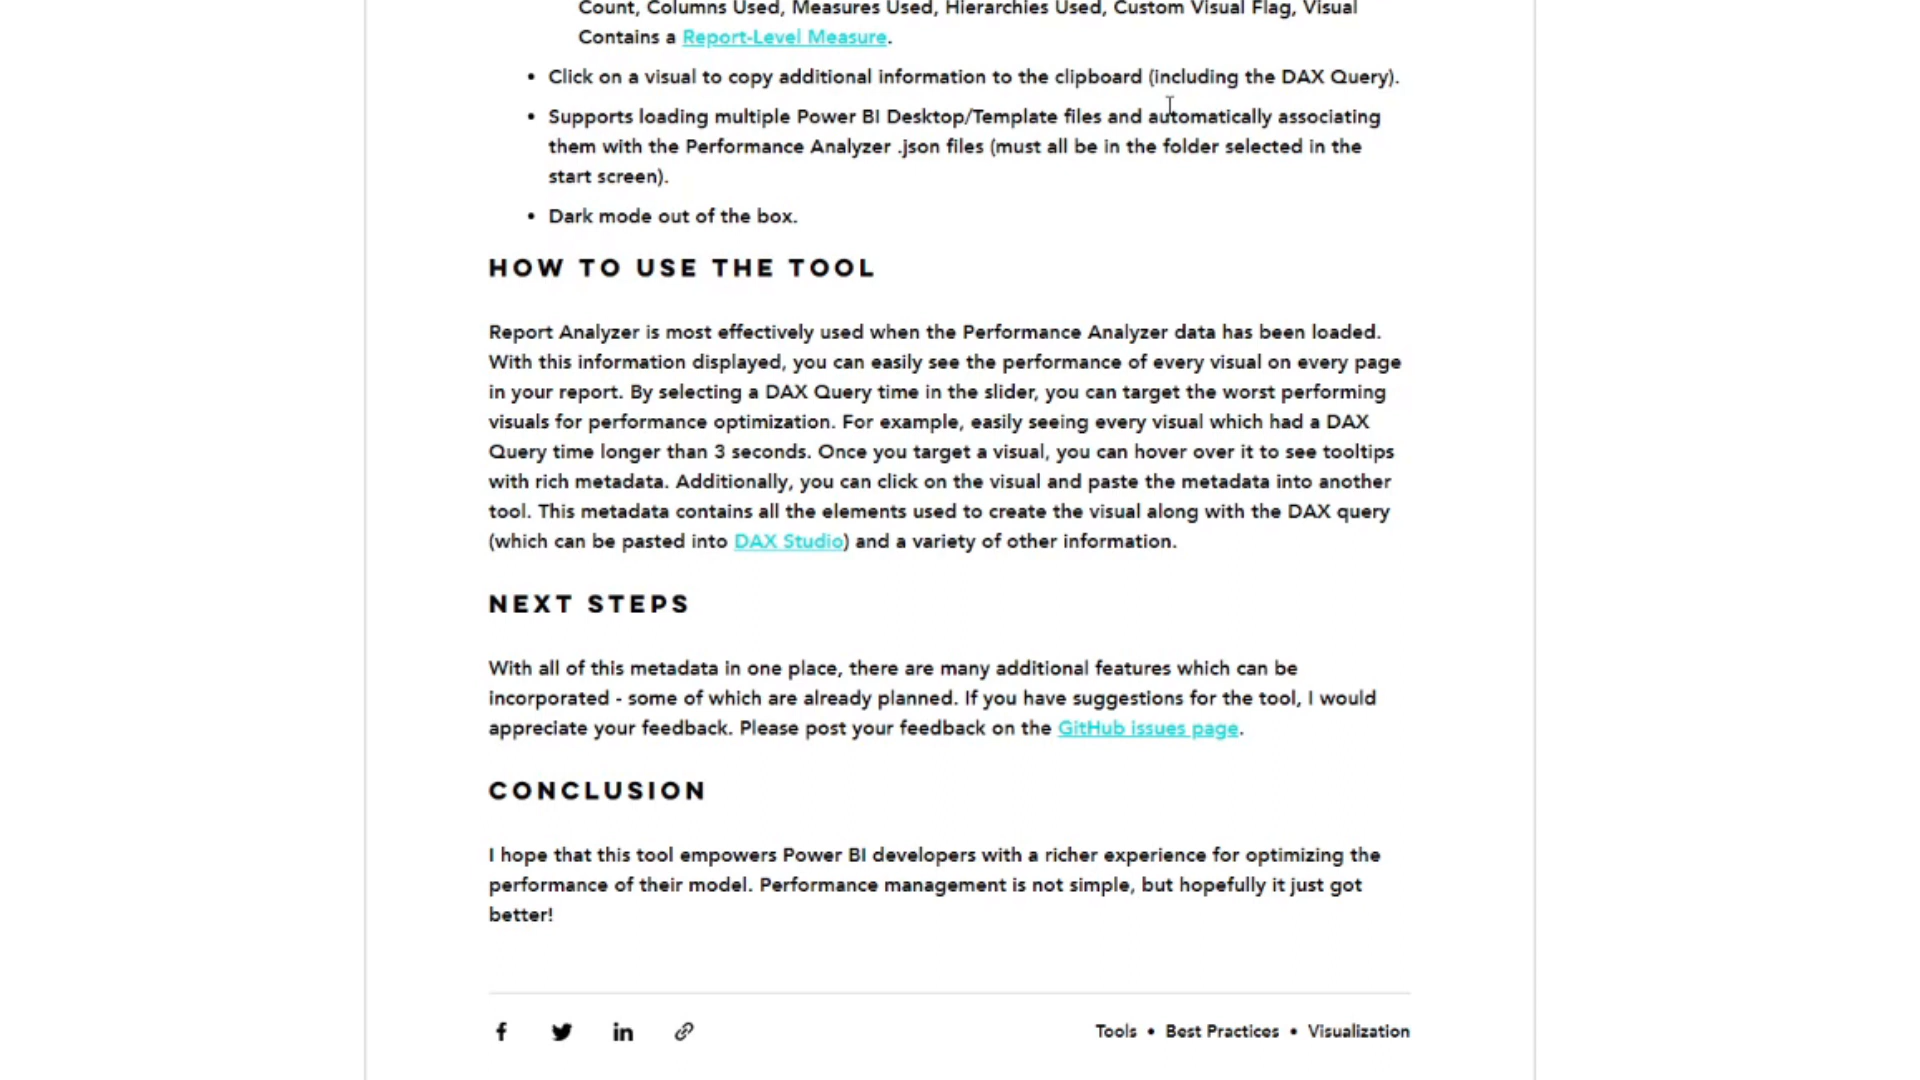 Count, Columns Used, Measures Used, Hierarchies Used, Custom Visual Flag, Visual
Contains a Report-Level Measure.
• Click on a visual to copy additional information to the clipboard (including the DAX Query).
• Supports loading multiple Power BI Desktop/Template files and automatically associating
them with the Performance Analyzer .json files (must all be in the folder selected in the
start screen).
• Dark mode out of the box.
HOW TO USE THE TOOL
Report Analyzer is most effectively used when the Performance Analyzer data has been loaded.
With this information displayed, you can easily see the performance of every visual on every page
in your report. By selecting a DAX Query time in the slider, you can target the worst performing
visuals for performance optimization. For example, easily seeing every visual which had a DAX
Query time longer than 3 seconds. Once you target a visual, you can hover over it to see tooltips
with rich metadata. Additionally, you can click on the visual and paste the metadata into another
tool. This metadata contains all the elements used to create the visual along with the DAX query
(which can be pasted into DAX Studio) and a variety of other information.
NEXT STEPS
With all of this metadata in one place, there are many additional features which can be
incorporated - some of which are already planned. If you have suggestions for the tool, I would
appreciate your feedback. Please post your feedback on the GitHub issues page.
CONCLUSION
I hope that this tool empowers Power BI developers with a richer experience for optimizing the
performance of their model. Performance management is not simple, but hopefully it just got
better!
Tools • Best Practices • Visualization